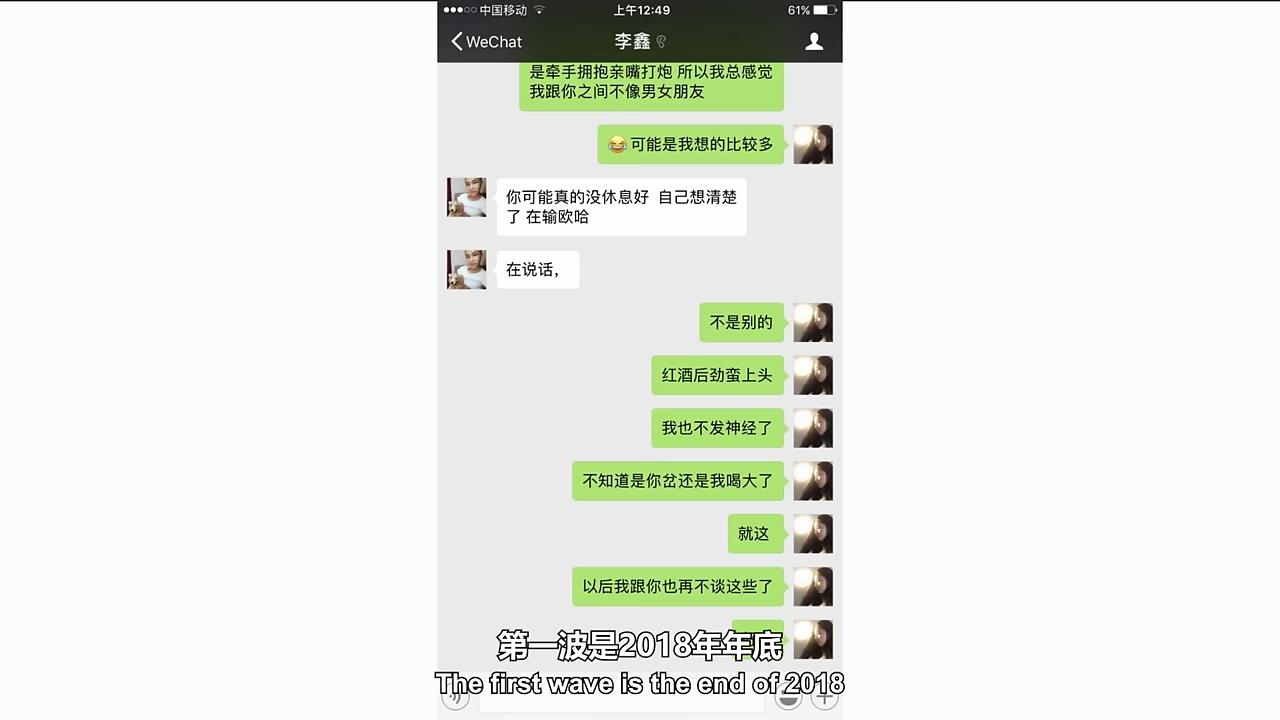 中国移动 上午12:49 61%
WeChat 李鑫
是牵手拥抱亲嘴打炮 所以我总感觉
我跟你之间不像男女朋友
😂可能是我想的比较多
你可能真的没休息好 自己想清楚
了 在输欧哈
在说话,
不是别的
红酒后劲蛮上头
我也不发神经了
不知道是你岔还是我喝大了
就这
以后我跟你也再不谈这些了
第一波是2018年年底
The first wave is the end of 2018